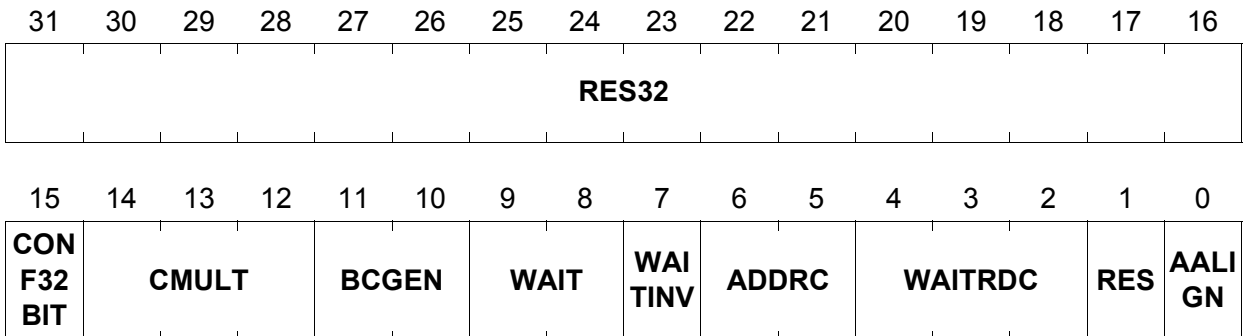 31 30 29 28 27 26 25 24 23 22 21 20 19 18 17 16
RES32
15 14 13 12 11 10 9 8 7 6 5 4 3 2 1 0
CON
F32
BIT
CMULT
BCGEN
WAIT
WAI
TINV
ADDRC
WAITRDC
RES
AALI
GN